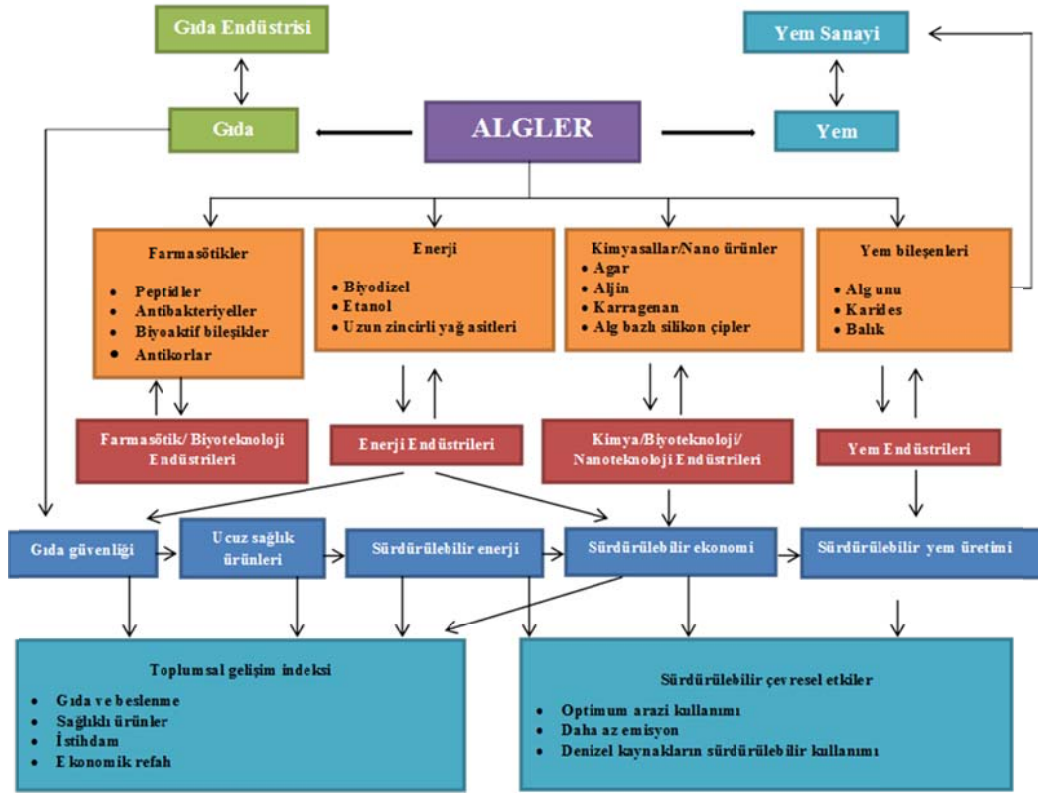 Gıda Endüstrisi
Yem Sanayi
Gıda
ALGLER
Yem
Farmasötikler
• Peptidler
• Antibakteriyeller
• Biyoaktif bileşikler
• Antikorlar
Enerji
• Biyodizel
• Etanol
• Uzun zincirli yağ asitleri
Kimyasallar/Nano ürünler
• Agar
• Aljin
• Karragenan
• Alg bazlı silikon çipler
Yem bileşenleri
• Alg unu
• Karides
• Balık
Farmasötik/ Biyoteknoloji
Endüstrileri
Enerji Endüstrileri
Kimya/Biyoteknoloji/
Nanoteknoloji Endüstrileri
Yem Endüstrileri
Gıda güvenliği
Ucuz sağlık
ürünleri
Sürdürülebilir enerji
Sürdürülebilir ekonomi
Sürdürülebilir yem üretimi
Toplumsal gelişim indeksi
• Gıda ve beslenme
• Sağlıklı ürünler
• İstihdam
• Ekonomik refah
Sürdürülebilir çevresel etkiler
• Optimum arazi kullanımı
• Daha az emisyon
• Denizel kaynakların sürdürülebilir kullanımı